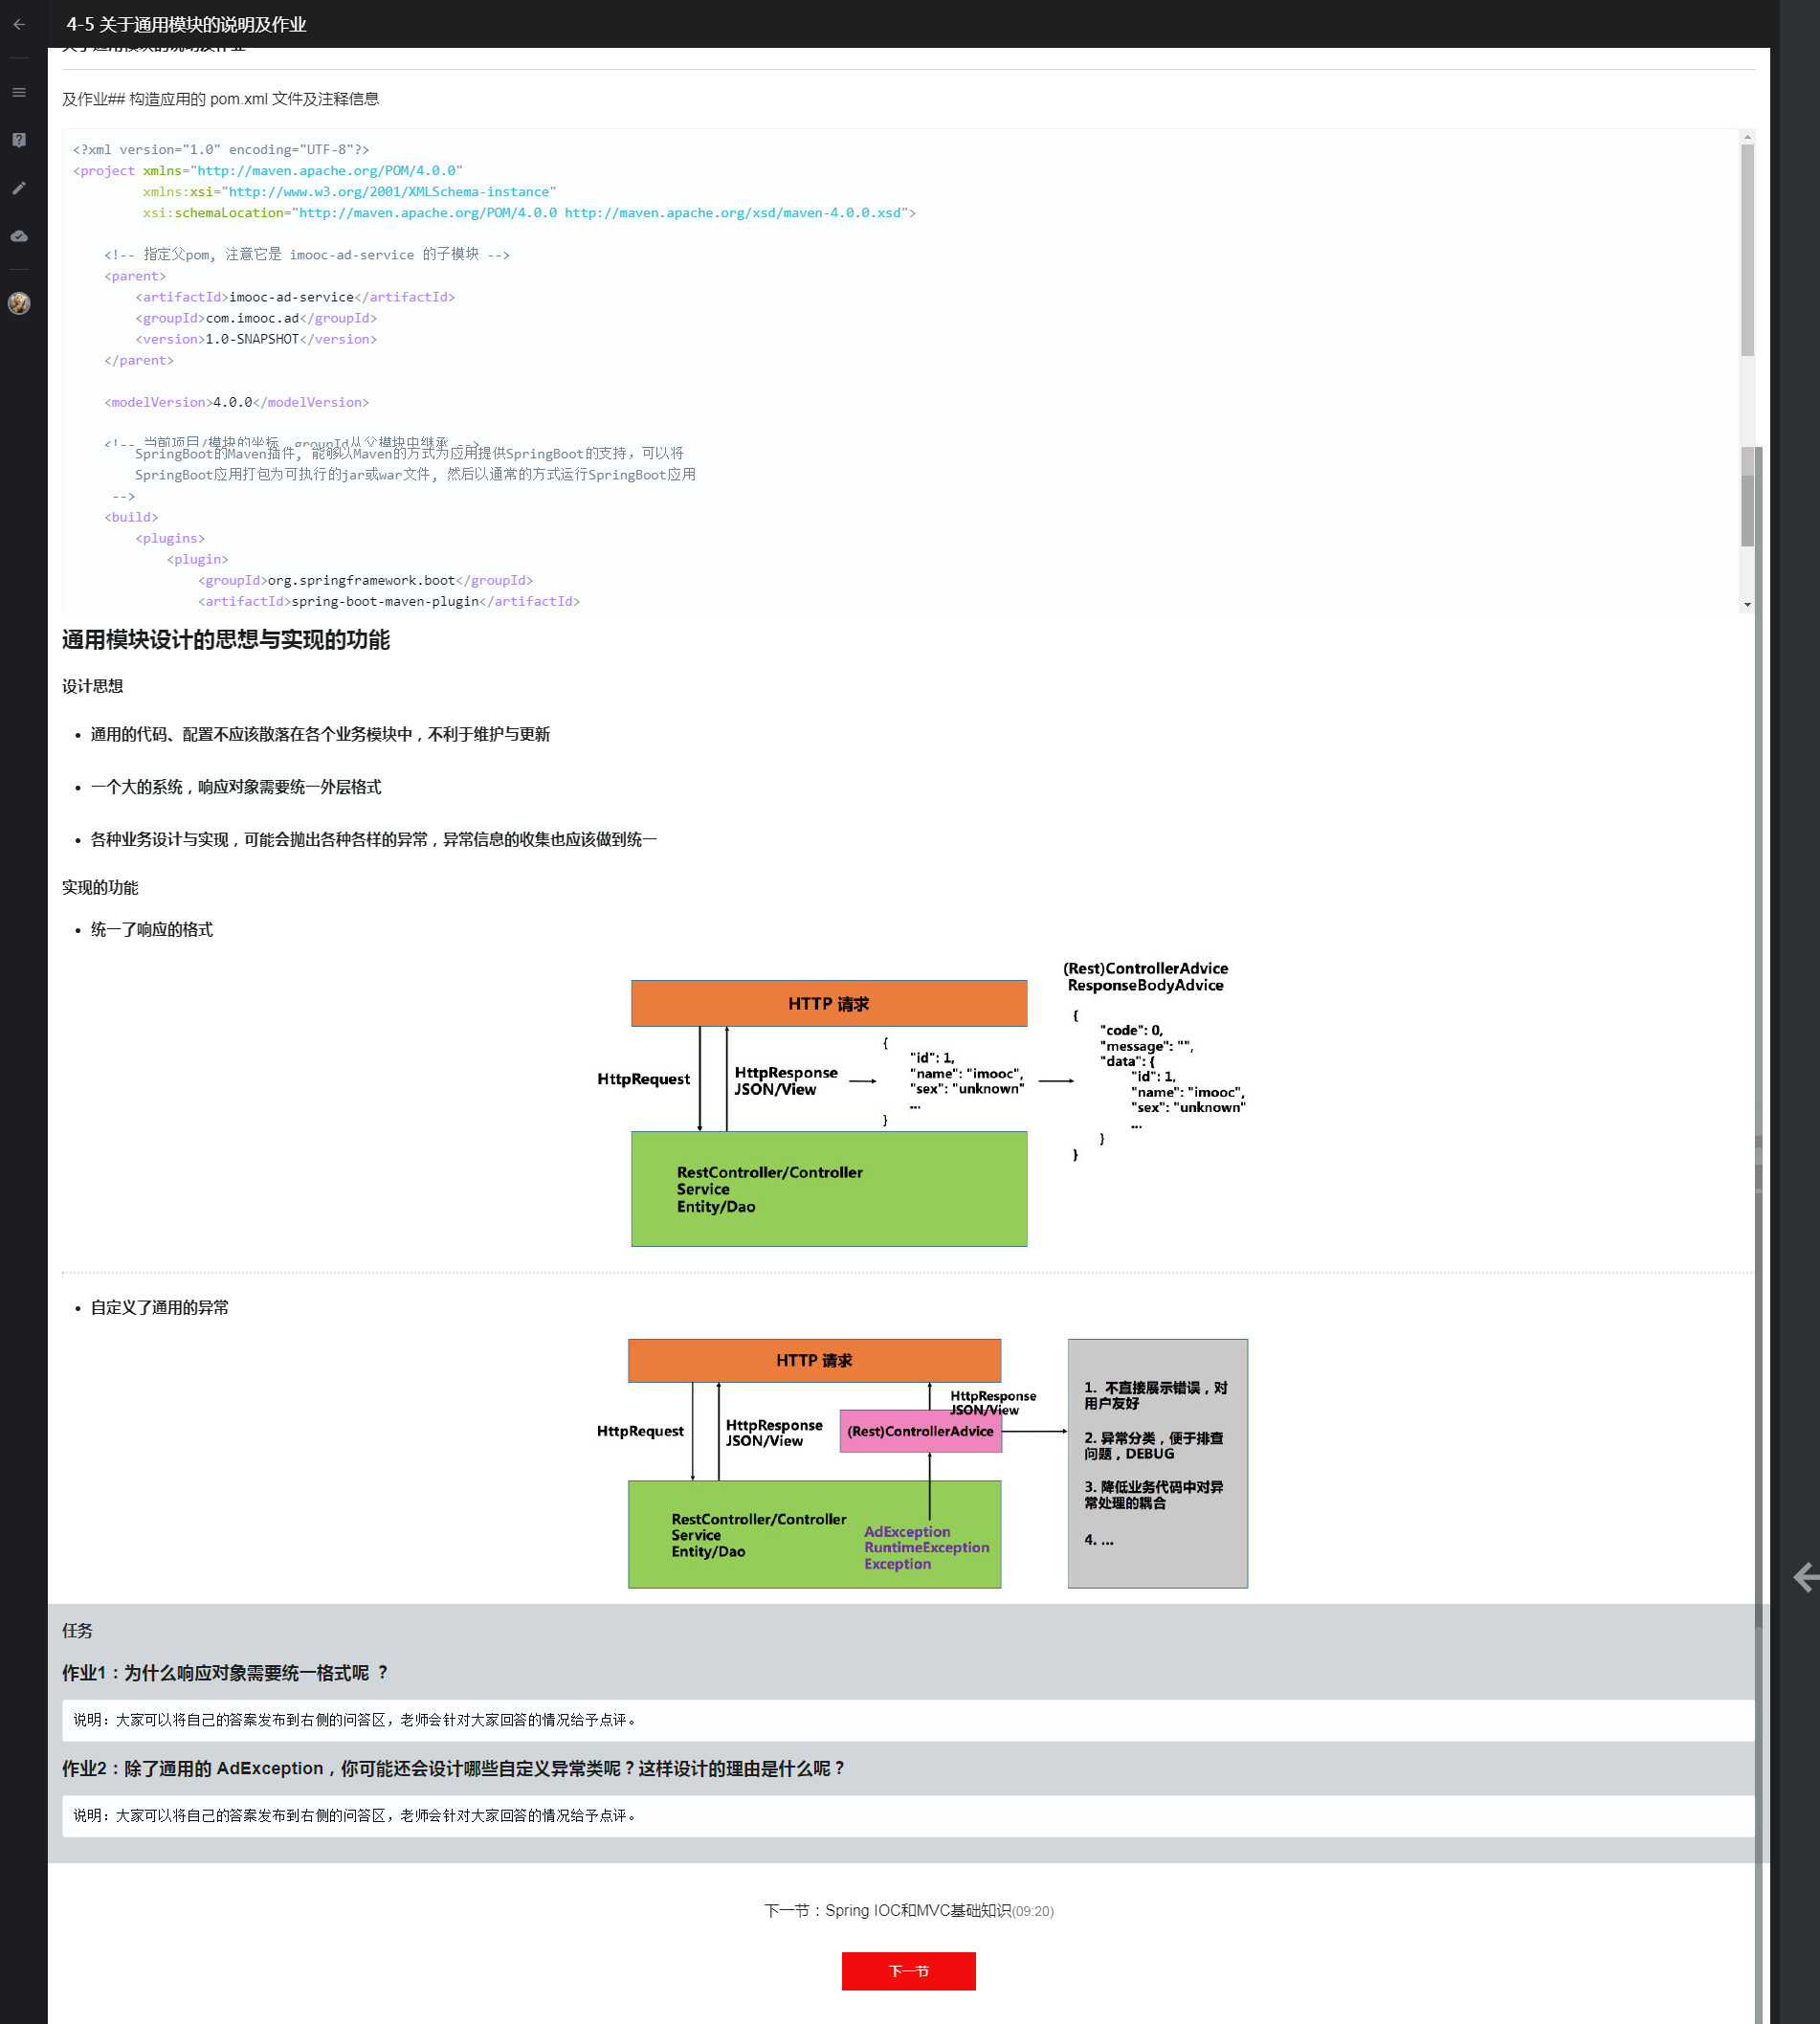 4-5 关于通用模块的说明及作业
关于通用模块的说明及作业
及作业## 构造应用的 pom.xml 文件及注释信息
<?xml version="1.0" encoding="UTF-8"?>
<project xmlns="http://maven.apache.org/POM/4.0.0"
xmlns:xsi="http://www.w3.org/2001/XMLSchema-instance"
xsi:schemaLocation="http://maven.apache.org/POM/4.0.0 http://maven.apache.org/xsd/maven-4.0.0.xsd">
<!-- 指定父pom, 注意它是 imooc-ad-service 的子模块 -->
<parent>
<artifactId>imooc-ad-service</artifactId>
<groupId>com.imooc.ad</groupId>
<version>1.0-SNAPSHOT</version>
</parent>
<modelVersion>4.0.0</modelVersion>
<!-- 当前项目/模块的坐标, groupId从父模块中继承 -->
SpringBoot的Maven插件, 能够以Maven的方式为应用提供SpringBoot的支持，可以将
SpringBoot应用打包为可执行的jar或war文件, 然后以通常的方式运行SpringBoot应用
-->
<build>
<plugins>
<plugin>
<groupId>org.springframework.boot</groupId>
<artifactId>spring-boot-maven-plugin</artifactId>
通用模块设计的思想与实现的功能
设计思想
• 通用的代码、配置不应该散落在各个业务模块中，不利于维护与更新
• 一个大的系统，响应对象需要统一外层格式
• 各种业务设计与实现，可能会抛出各种各样的异常，异常信息的收集也应该做到统一
实现的功能
• 统一了响应的格式
HTTP 请求
HttpRequest
HttpResponse
JSON/View
{
"id": 1,
"name": "imooc",
"sex": "unknown"
...
}
(Rest)ControllerAdvice
ResponseBodyAdvice
{
"code": 0,
"message": "",
"data": {
"id": 1,
"name": "imooc",
"sex": "unknown"
...
}
}
RestController/Controller
Service
Entity/Dao
• 自定义了通用的异常
HTTP 请求
HttpRequest
HttpResponse
JSON/View
HttpResponse
JSON/View
(Rest)ControllerAdvice
RestController/Controller
Service
Entity/Dao
AdException
RuntimeException
Exception
1. 不直接展示错误，对
用户友好
2. 异常分类，便于排查
问题，DEBUG
3. 降低业务代码中对异
常处理的耦合
4. ...
任务
作业1：为什么响应对象需要统一格式呢 ？
说明: 大家可以将自己的答案发布到右侧的问答区，老师会针对大家回答的情况给予点评。
作业2：除了通用的 AdException，你可能还会设计哪些自定义异常类呢？这样设计的理由是什么呢？
说明: 大家可以将自己的答案发布到右侧的问答区，老师会针对大家回答的情况给予点评。
下一节：Spring IOC和MVC基础知识(09:20)
下一节